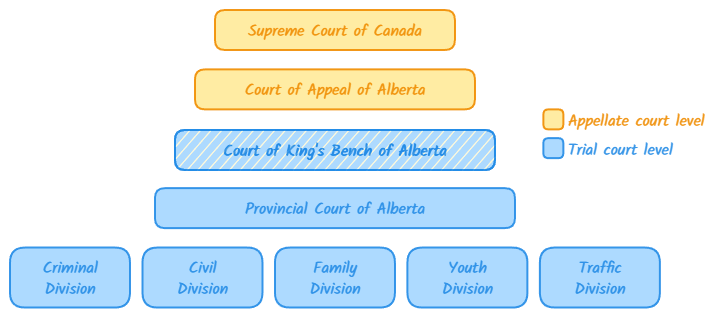 Supreme Court of Canada
Court of Appeal of Alberta
Court of King's Bench of Alberta
Provincial Court of Alberta
Criminal
Division
Civil
Division
Family
Division
Youth
Division
Traffic
Division
Appellate court level
Trial court level